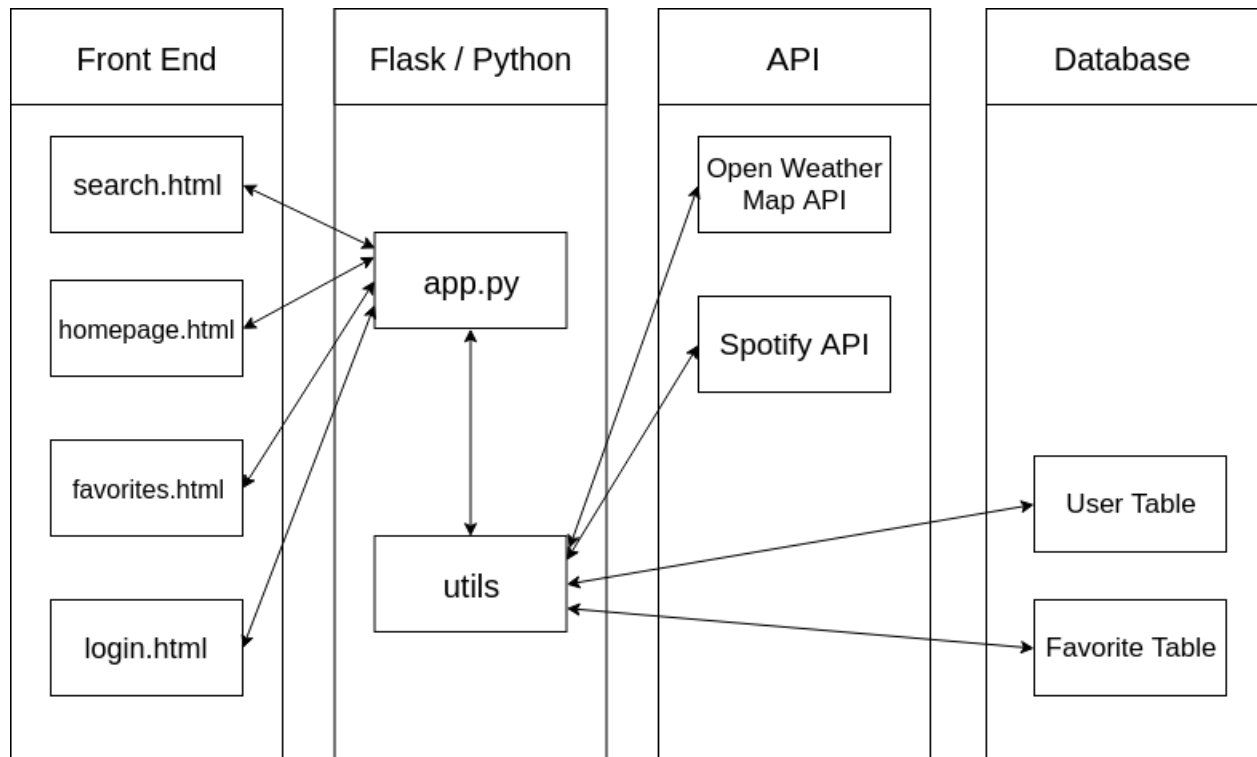 Front End
Flask / Python
API
Database
search.html
homepage.html
favorites.html
login.html
app.py
utils
Open Weather
Map API
Spotify API
User Table
Favorite Table